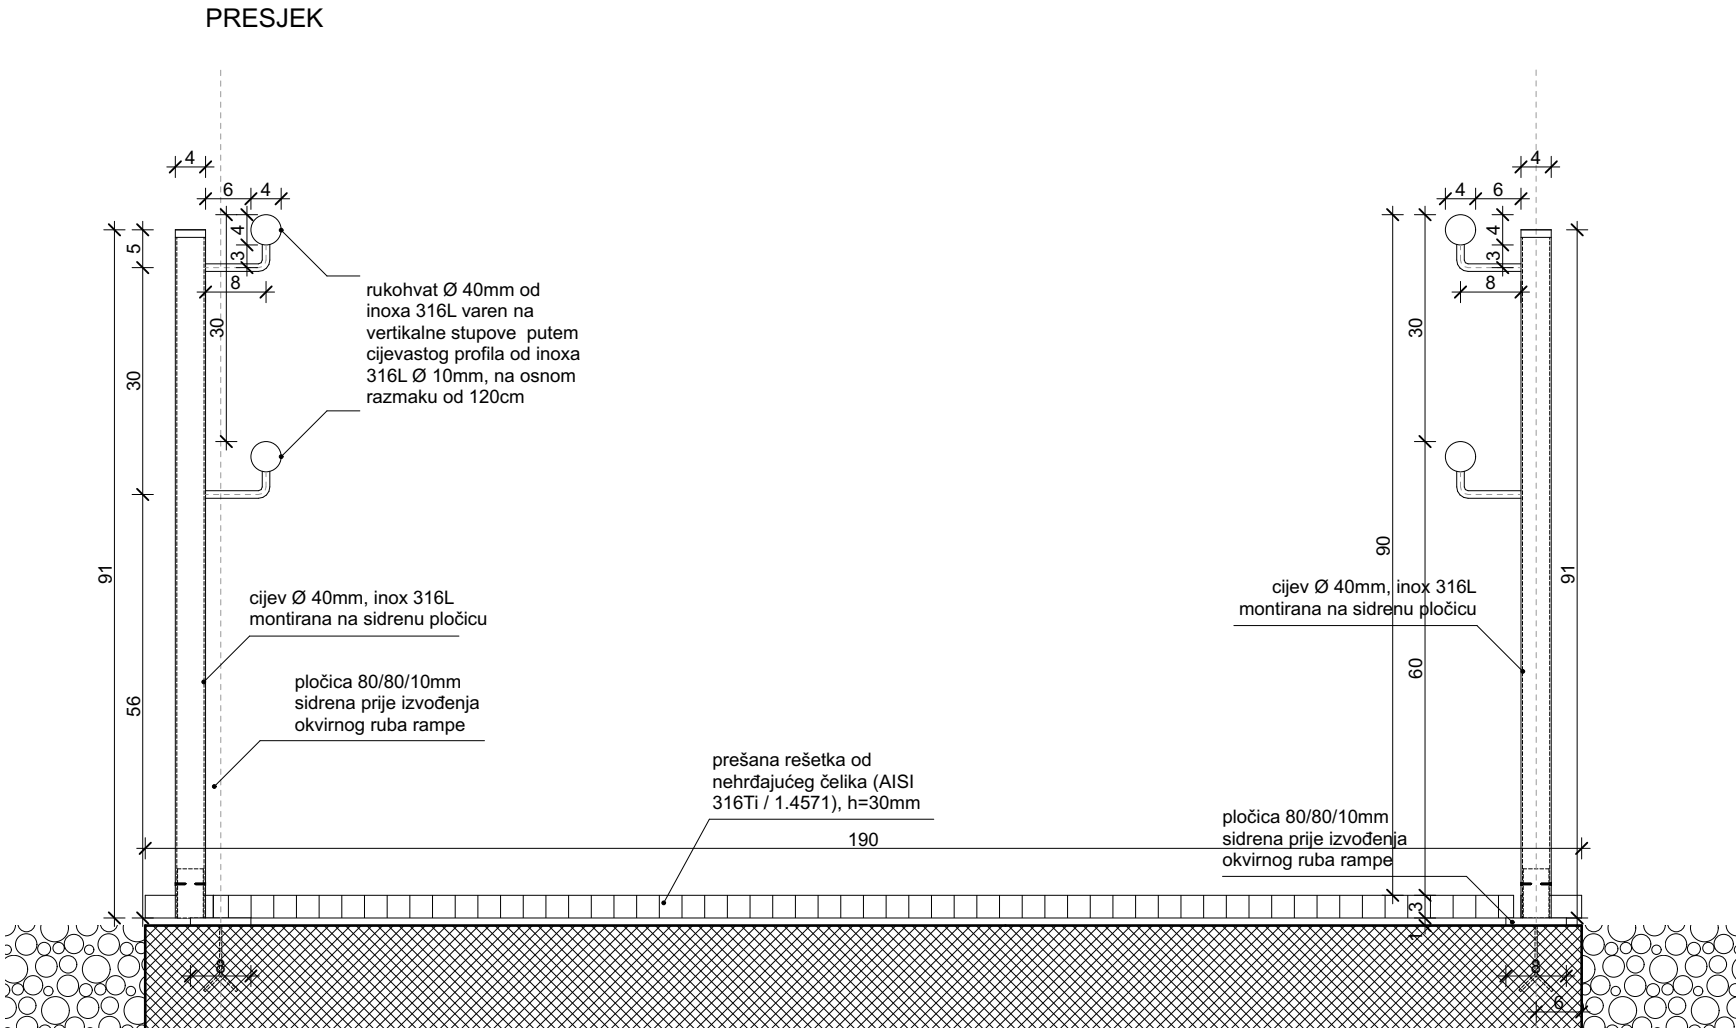 PRESJEK
4
4
6
4
4
6
5
4
3
8
4
3
8
30
30
30
rukohvat Ø 40mm od
inoxa 316L varen na
vertikalne stupove putem
cijevastog profila od inoxa
316L Ø 10mm, na osnom
razmaku od 120cm
91
90
91
cijev Ø 40mm, inox 316L
montirana na sidrenu pločicu
cijev Ø 40mm, inox 316L
montirana na sidrenu pločicu
56
60
pločica 80/80/10mm
sidrena prije izvođenja
okvirnog ruba rampe
prešana rešetka od
nehrđajućeg čelika (AISI
316Ti / 1.4571), h=30mm
190
pločica 80/80/10mm
sidrena prije izvođenja
okvirnog ruba rampe
3
1
8
8
6